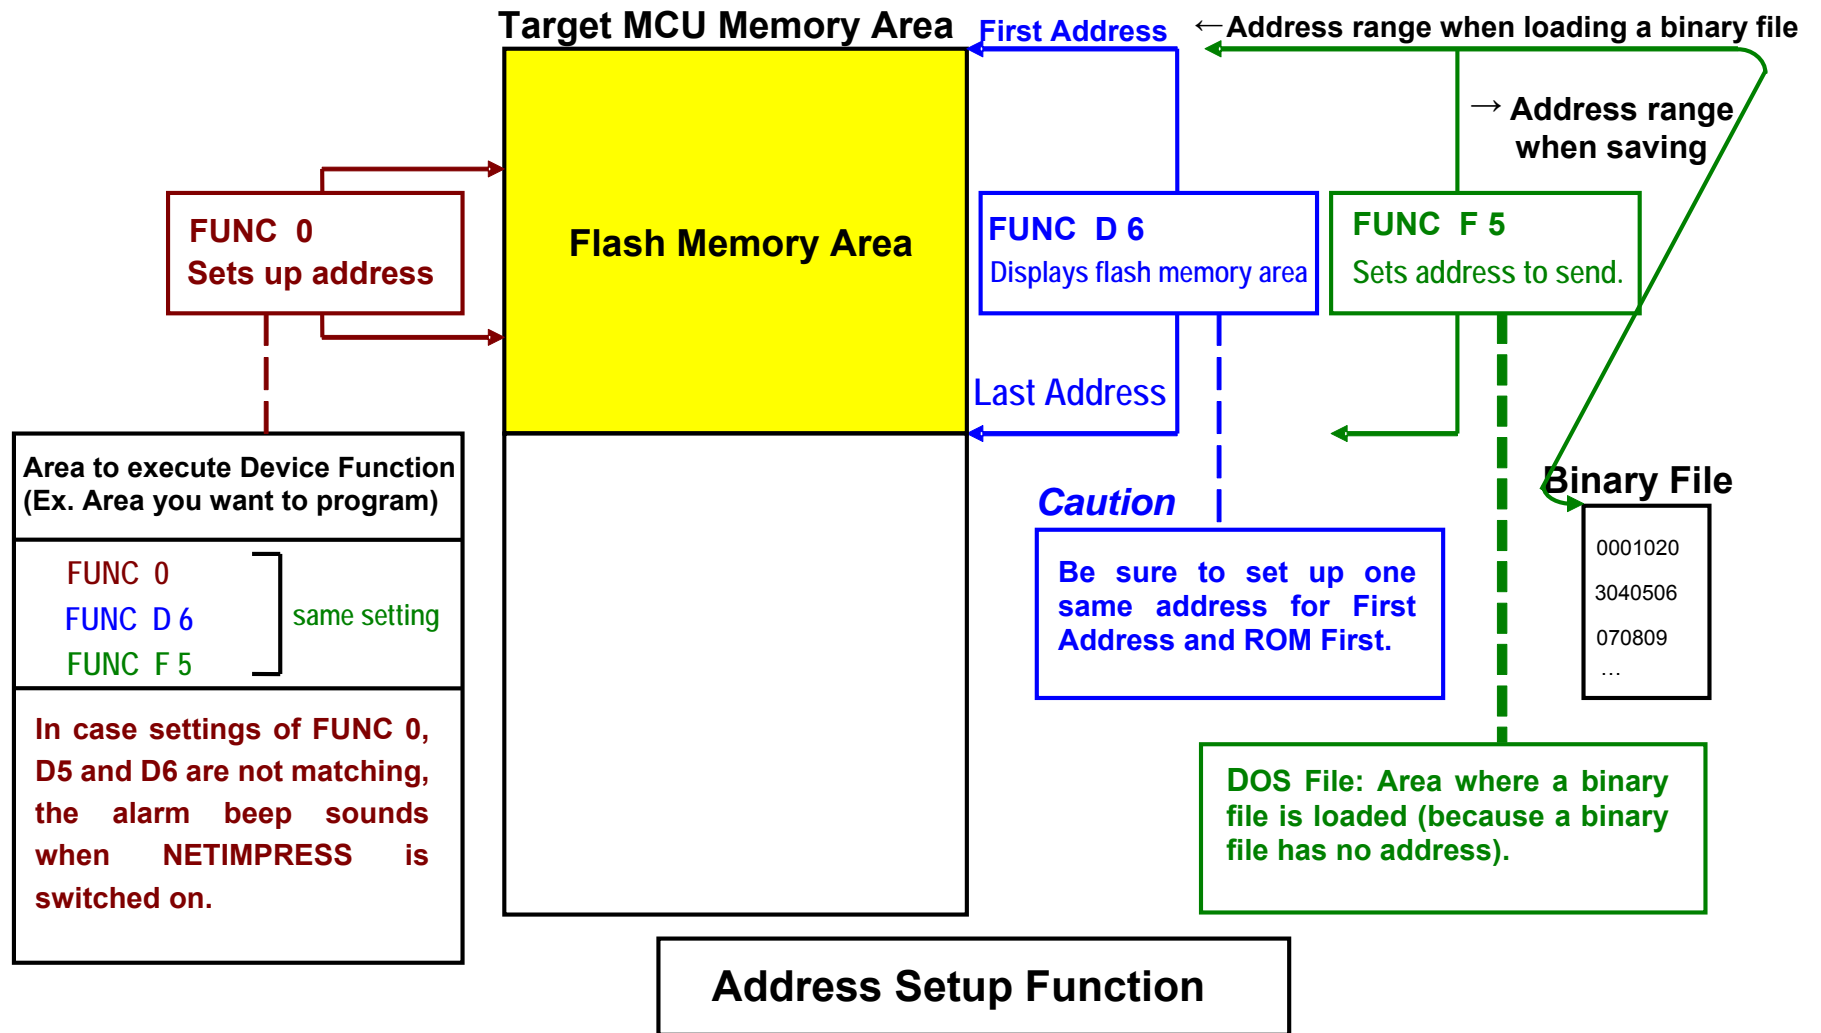 Target MCU Memory Area
First Address
←Address range when loading a binary file
→ Address range
when saving
FUNC 0
Sets up address
Flash Memory Area
FUNC D 6
Displays flash memory area
FUNC F 5
Sets address to send.
Last Address
Area to execute Device Function
(Ex. Area you want to program)
FUNC 0
FUNC D 6
FUNC F 5
same setting
In case settings of FUNC 0,
D5 and D6 are not matching,
the alarm beep sounds
when NETIMPRESS is
switched on.
Caution
Be sure to set up one
same address for First
Address and ROM First.
Binary File
0001020
3040506
070809
…
DOS File: Area where a binary
file is loaded (because a binary
file has no address).
Address Setup Function